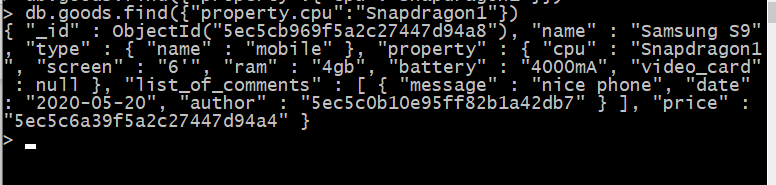 > db.goods.find({"property.cpu":"Snapdragon1"})
{ "_id" : ObjectId("5ec5cb969f5a2c27447d94a8"), "name" : "Samsung S9"
, "type" : { "name" : "mobile" }, "property" : { "cpu" : "Snapdragon1
", "screen" : "6'", "ram" : "4gb", "battery" : "4000mA", "video_card"
: null }, "list_of_comments" : [ { "message" : "nice phone", "date"
: "2020-05-20", "author" : "5ec5c0b10e95ff82b1a42db7" } ], "price" :
"5ec5c6a39f5a2c27447d94a4" }
>